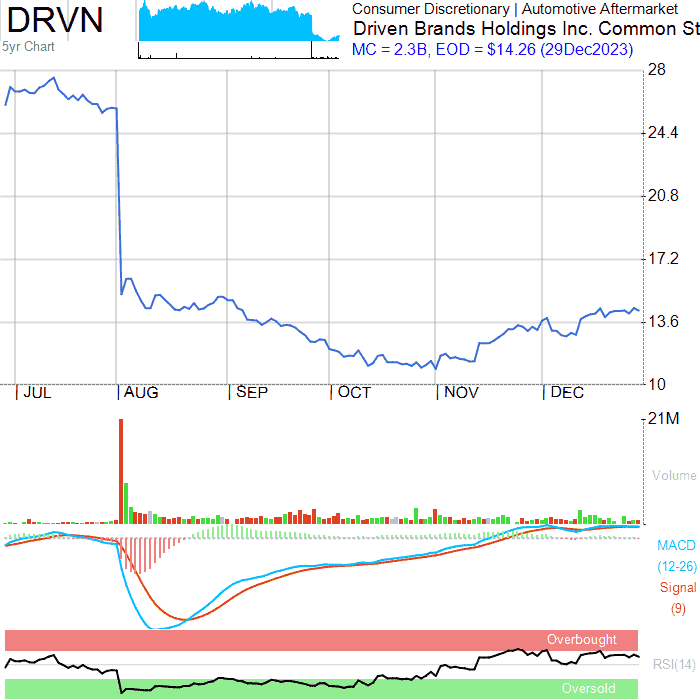 DRVN
5yr Chart
Consumer Discretionary | Automotive Aftermarket
Driven Brands Holdings Inc. Common St
MC = 2.3B, EOD = $14.26 (29Dec2023)
28
24.4
20.8
17.2
13.6
10
JUL AUG SEP OCT NOV DEC
21M
Volume
MACD
(12-26)
Signal
(9)
Overbought
RSI(14)
Oversold